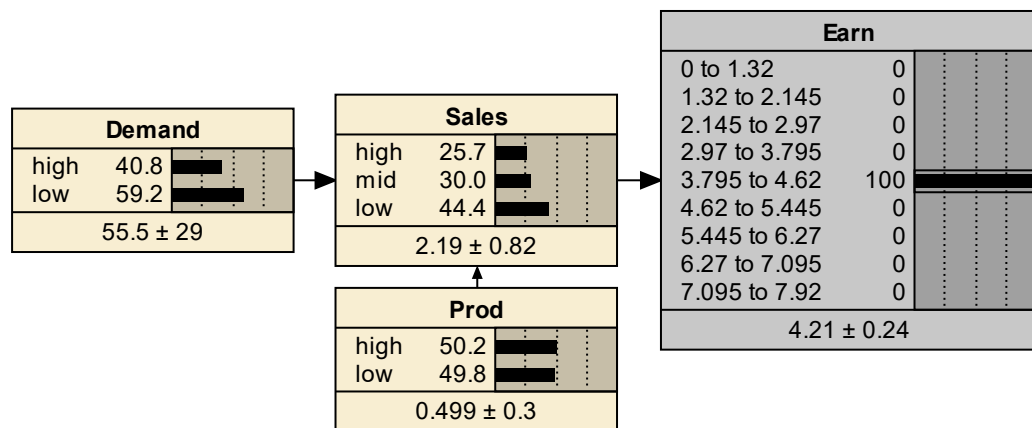 Demand
high 40.8
low 59.2
55.5 ± 29
Sales
high 25.7
mid 30.0
low 44.4
2.19 ± 0.82
Prod
high 50.2
low 49.8
0.499 ± 0.3
Earn
0 to 1.32 0
1.32 to 2.145 0
2.145 to 2.97 0
2.97 to 3.795 0
3.795 to 4.62 100
4.62 to 5.445 0
5.445 to 6.27 0
6.27 to 7.095 0
7.095 to 7.92 0
4.21 ± 0.24